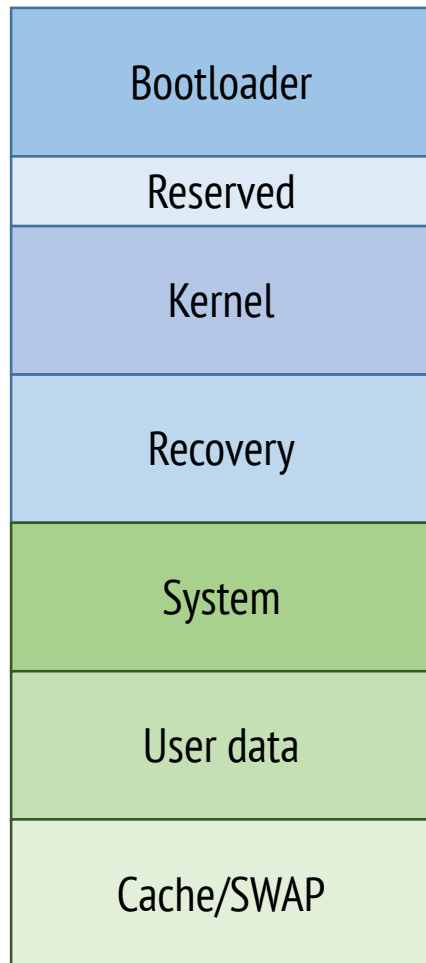 Bootloader
Reserved
Kernel
Recovery
System
User data
Cache/SWAP